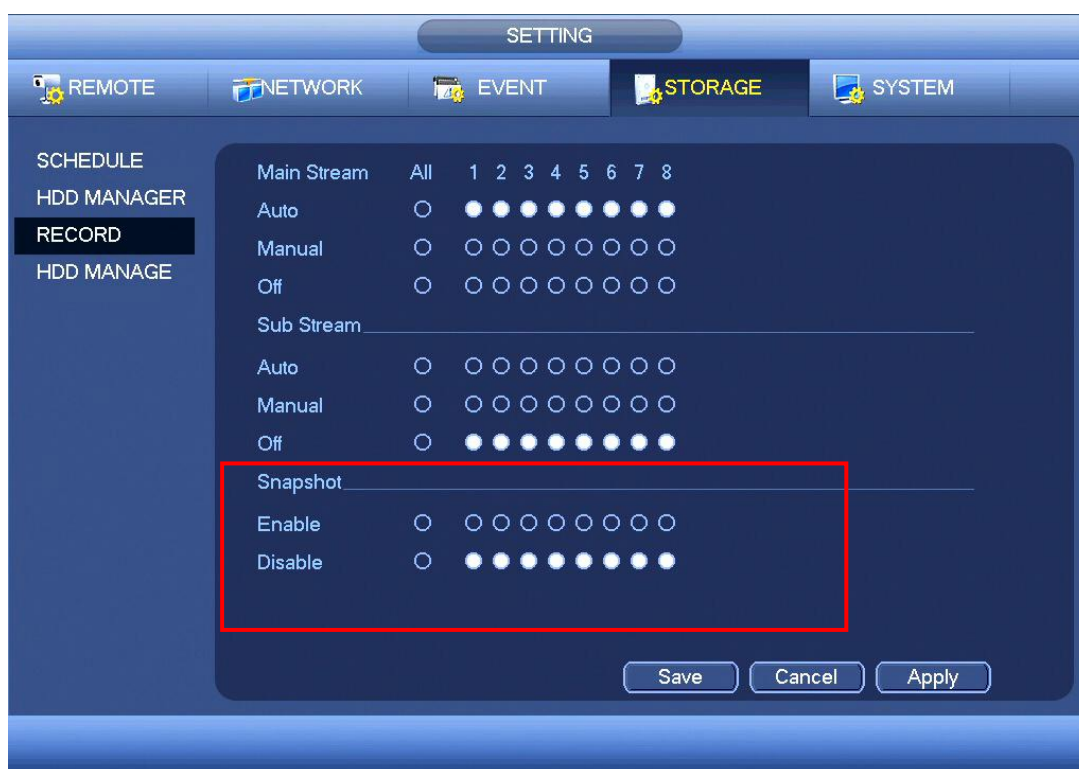 SETTING
REMOTE NETWORK EVENT STORAGE SYSTEM
SCHEDULE
HDD MANAGER
RECORD
HDD MANAGE
Main Stream All 1 2 3 4 5 6 7 8
Auto
Manual
Off
Sub Stream
Auto
Manual
Off
Snapshot
Enable
Disable
Save Cancel Apply